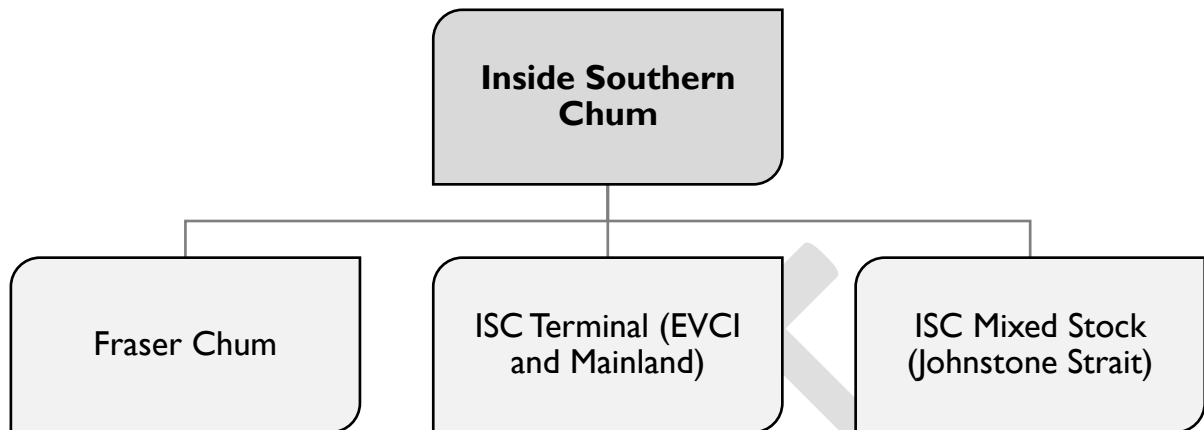 Inside Southern
Chum
Fraser Chum
ISC Terminal (EVCI
and Mainland)
ISC Mixed Stock
(Johnstone Strait)